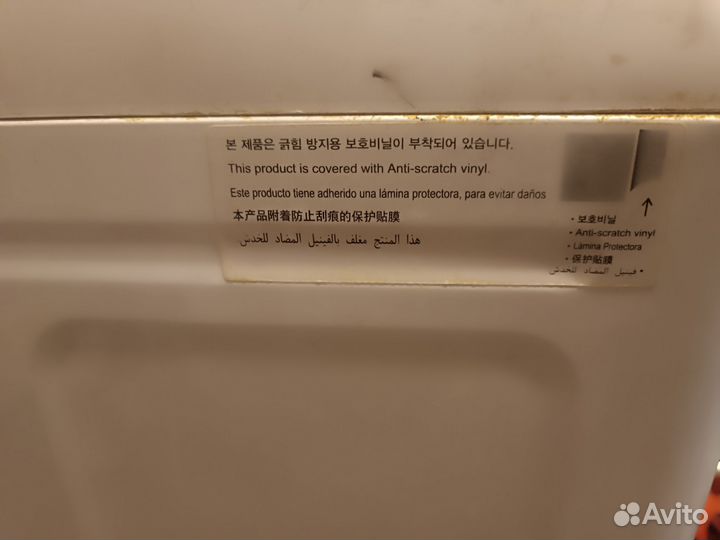 본 제품은 긁힘 방지용 보호비닐이 부착되어 있습니다.
This product is covered with Anti-scratch vinyl.
Este producto tiene adherido una lámina protectora, para evitar daños
本产品附着防止刮痕的保护贴膜
هذا المنتج مغلف بالفينيل المضاد للخدش
• 보호비닐
• Anti-scratch vinyl
• Lámina Protectora
• 保护贴膜
• فينيل المضاد للخدش
Avito